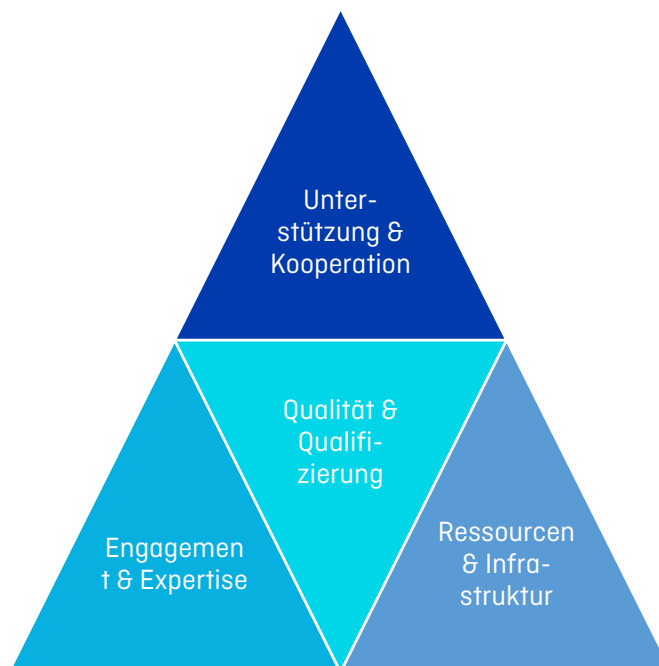 Unter-
stützung &
Kooperation
Qualität &
Qualifi-
zierung
Engagemen
t & Expertise
Ressourcen
& Infra-
struktur